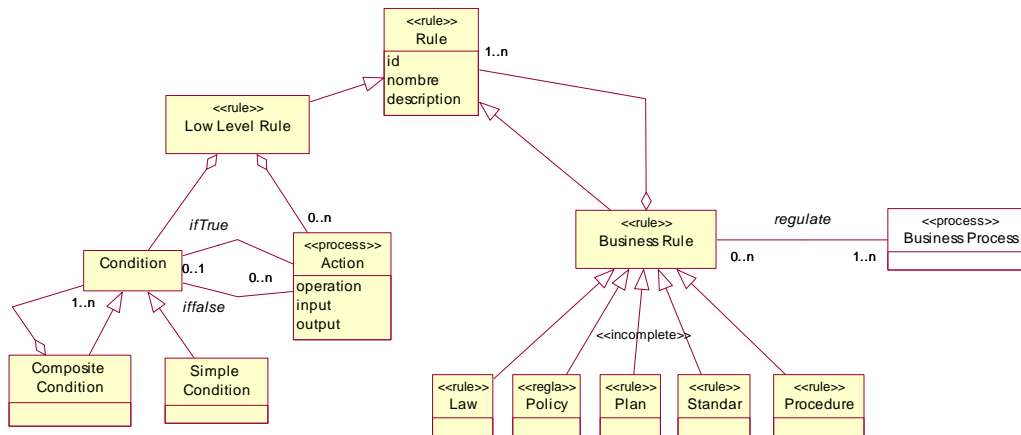 <<rule>>
Rule
id
nombre
description
1..n
<<rule>>
Low Level Rule
ifTrue
0..n
<<rule>>
Business Rule
regulate
0..n
1..n
<<process>>
Business Process
Condition
0..1
0..n
<<process>>
Action
operation
input
output
1..n
iffalse
<<incomplete>>
Composite
Condition
Simple
Condition
<<rule>>
Law
<<regla>>
Policy
<<rule>>
Plan
<<rule>>
Standar
<<rule>>
Procedure